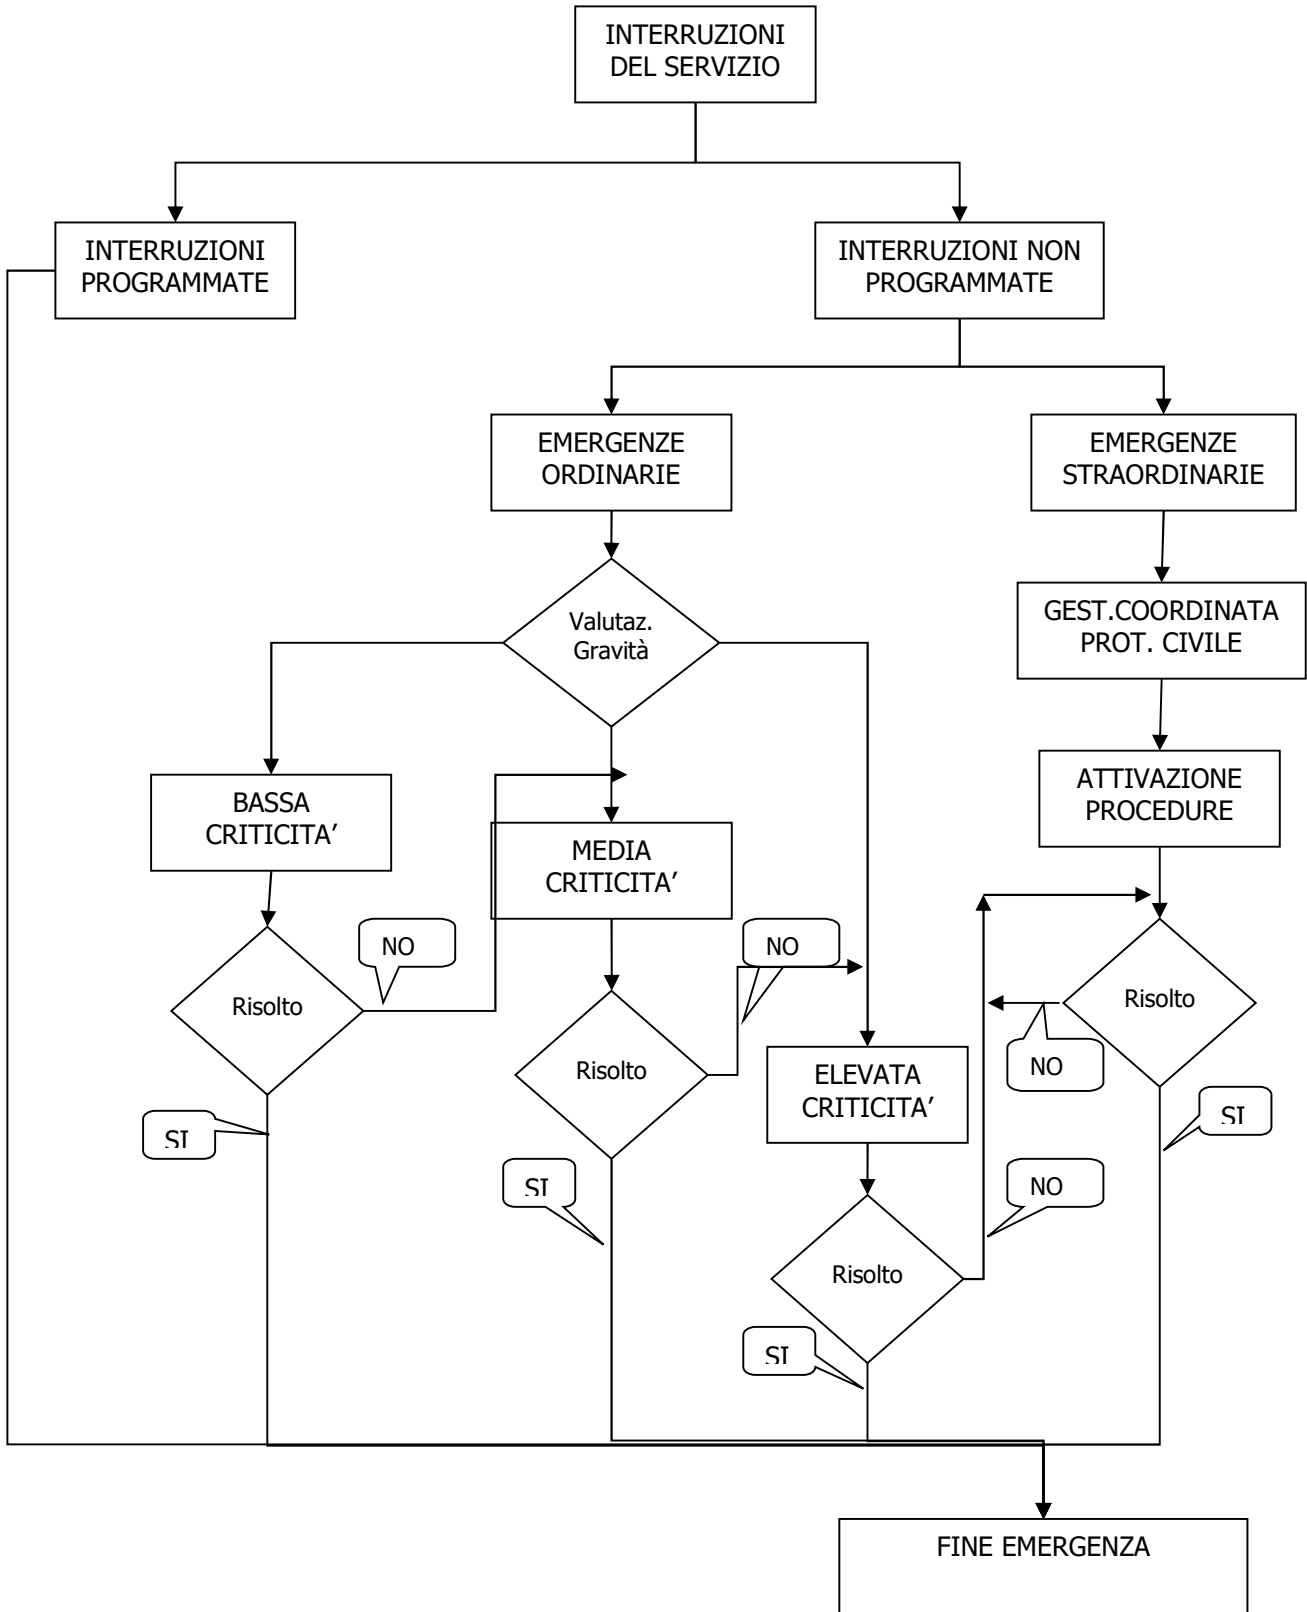 INTERRUZIONI
DEL SERVIZIO
INTERRUZIONI
PROGRAMMATE
INTERRUZIONI NON
PROGRAMMATE
EMERGENZE
ORDINARIE
EMERGENZE
STRAORDINARIE
Valutaz.
Gravità
GEST.COORDINATA
PROT. CIVILE
BASSA
CRITICITA’
MEDIA
CRITICITA’
ATTIVAZIONE
PROCEDURE
NO
NO
Risolto
Risolto
Risolto
NO
ELEVATA
CRITICITA’
SI
SI
SI
NO
Risolto
SI
FINE EMERGENZA